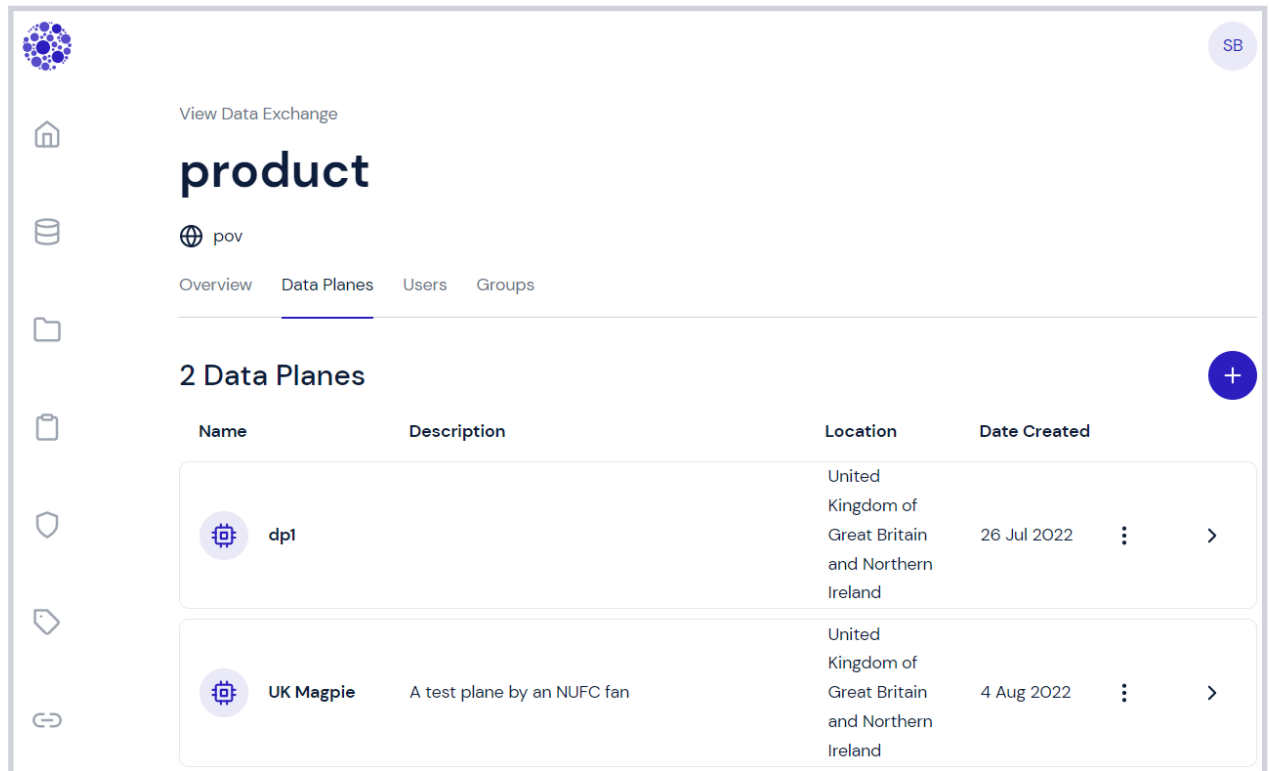 SB
View Data Exchange
product
pov
Overview Data Planes Users Groups
2 Data Planes
+
Name Description Location Date Created
dp1
United
Kingdom of
Great Britain
and Northern
Ireland
26 Jul 2022
UK Magpie
A test plane by an NUFC fan
United
Kingdom of
Great Britain
and Northern
Ireland
4 Aug 2022